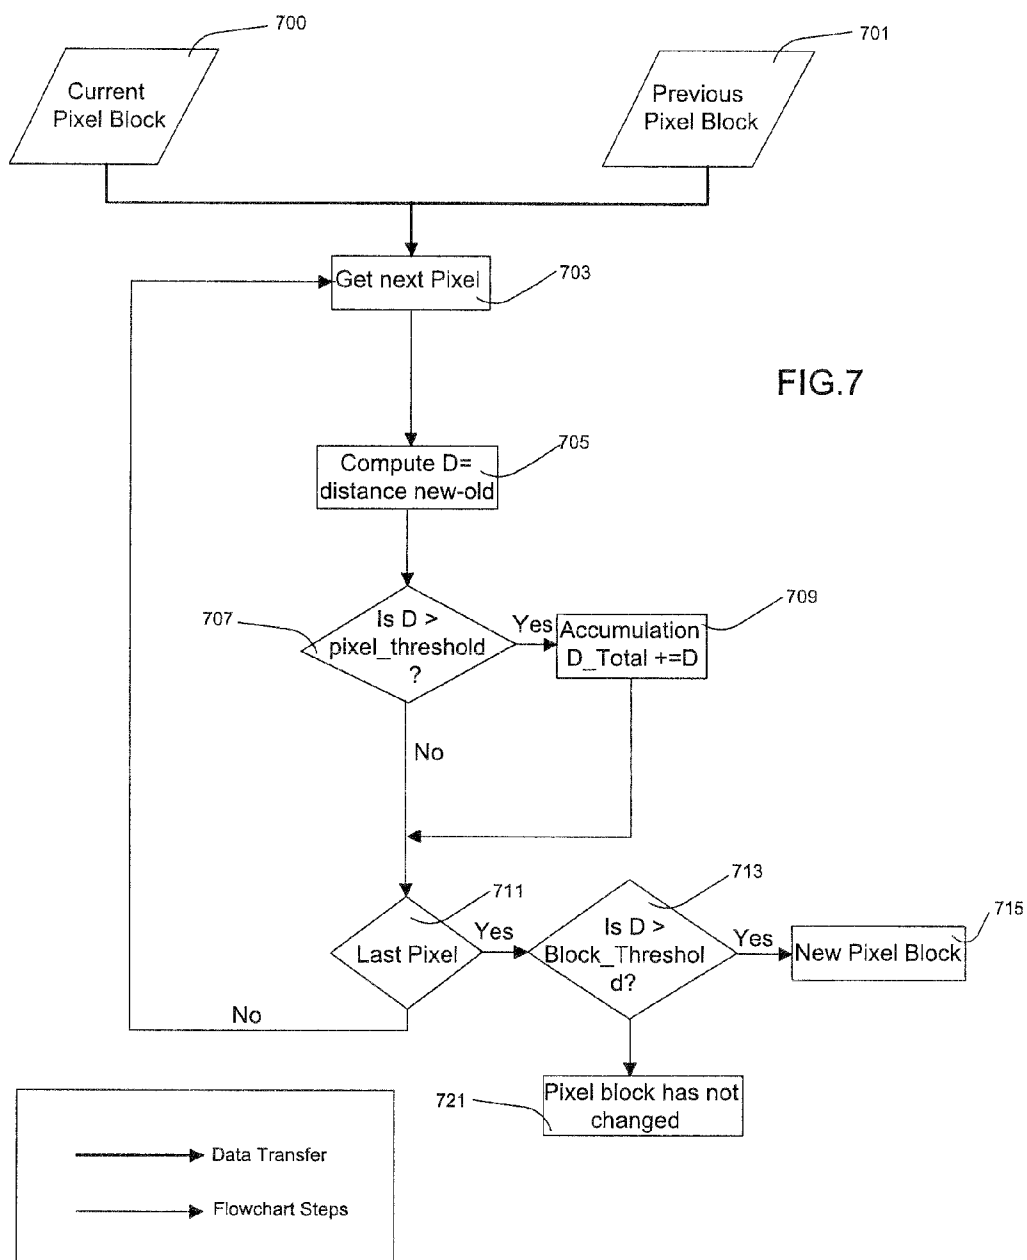 700
701
Current
Pixel Block
Previous
Pixel Block
Get next Pixel
703
FIG.7
705
Compute D=
distance new-old
707
Is D >
pixel_threshold
?
Yes
709
Accumulation
D_Total +=D
No
711
Last Pixel
Yes
713
Is D >
Block_Threshol
d?
Yes
715
New Pixel Block
No
721
Pixel block has not
changed
Data Transfer
Flowchart Steps